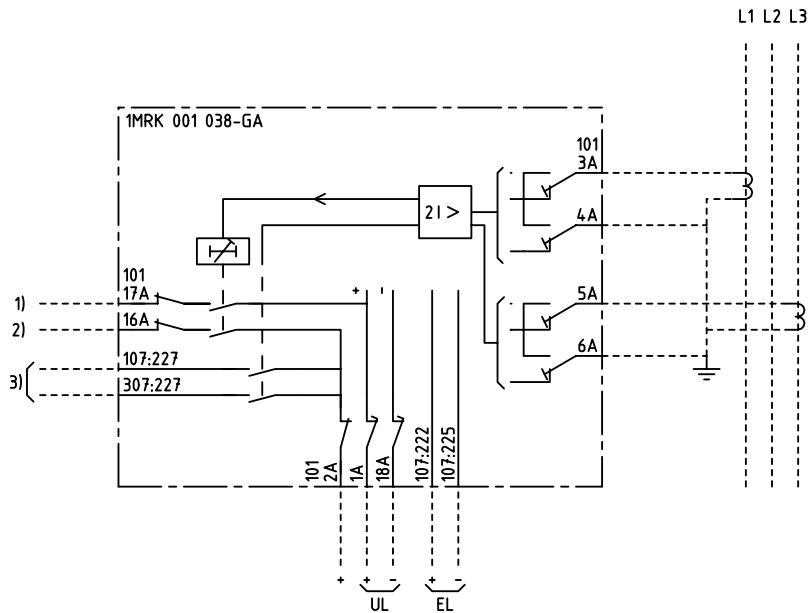 L1 L2 L3
1MRK 001 038-GA
101
3A
2I >
4A
101
17A
1)
+ -
5A
2)
16A
6A
107:227
3)
307:227
101
2A
1A
18A
107:222
107:225
+ + - + -
UL EL